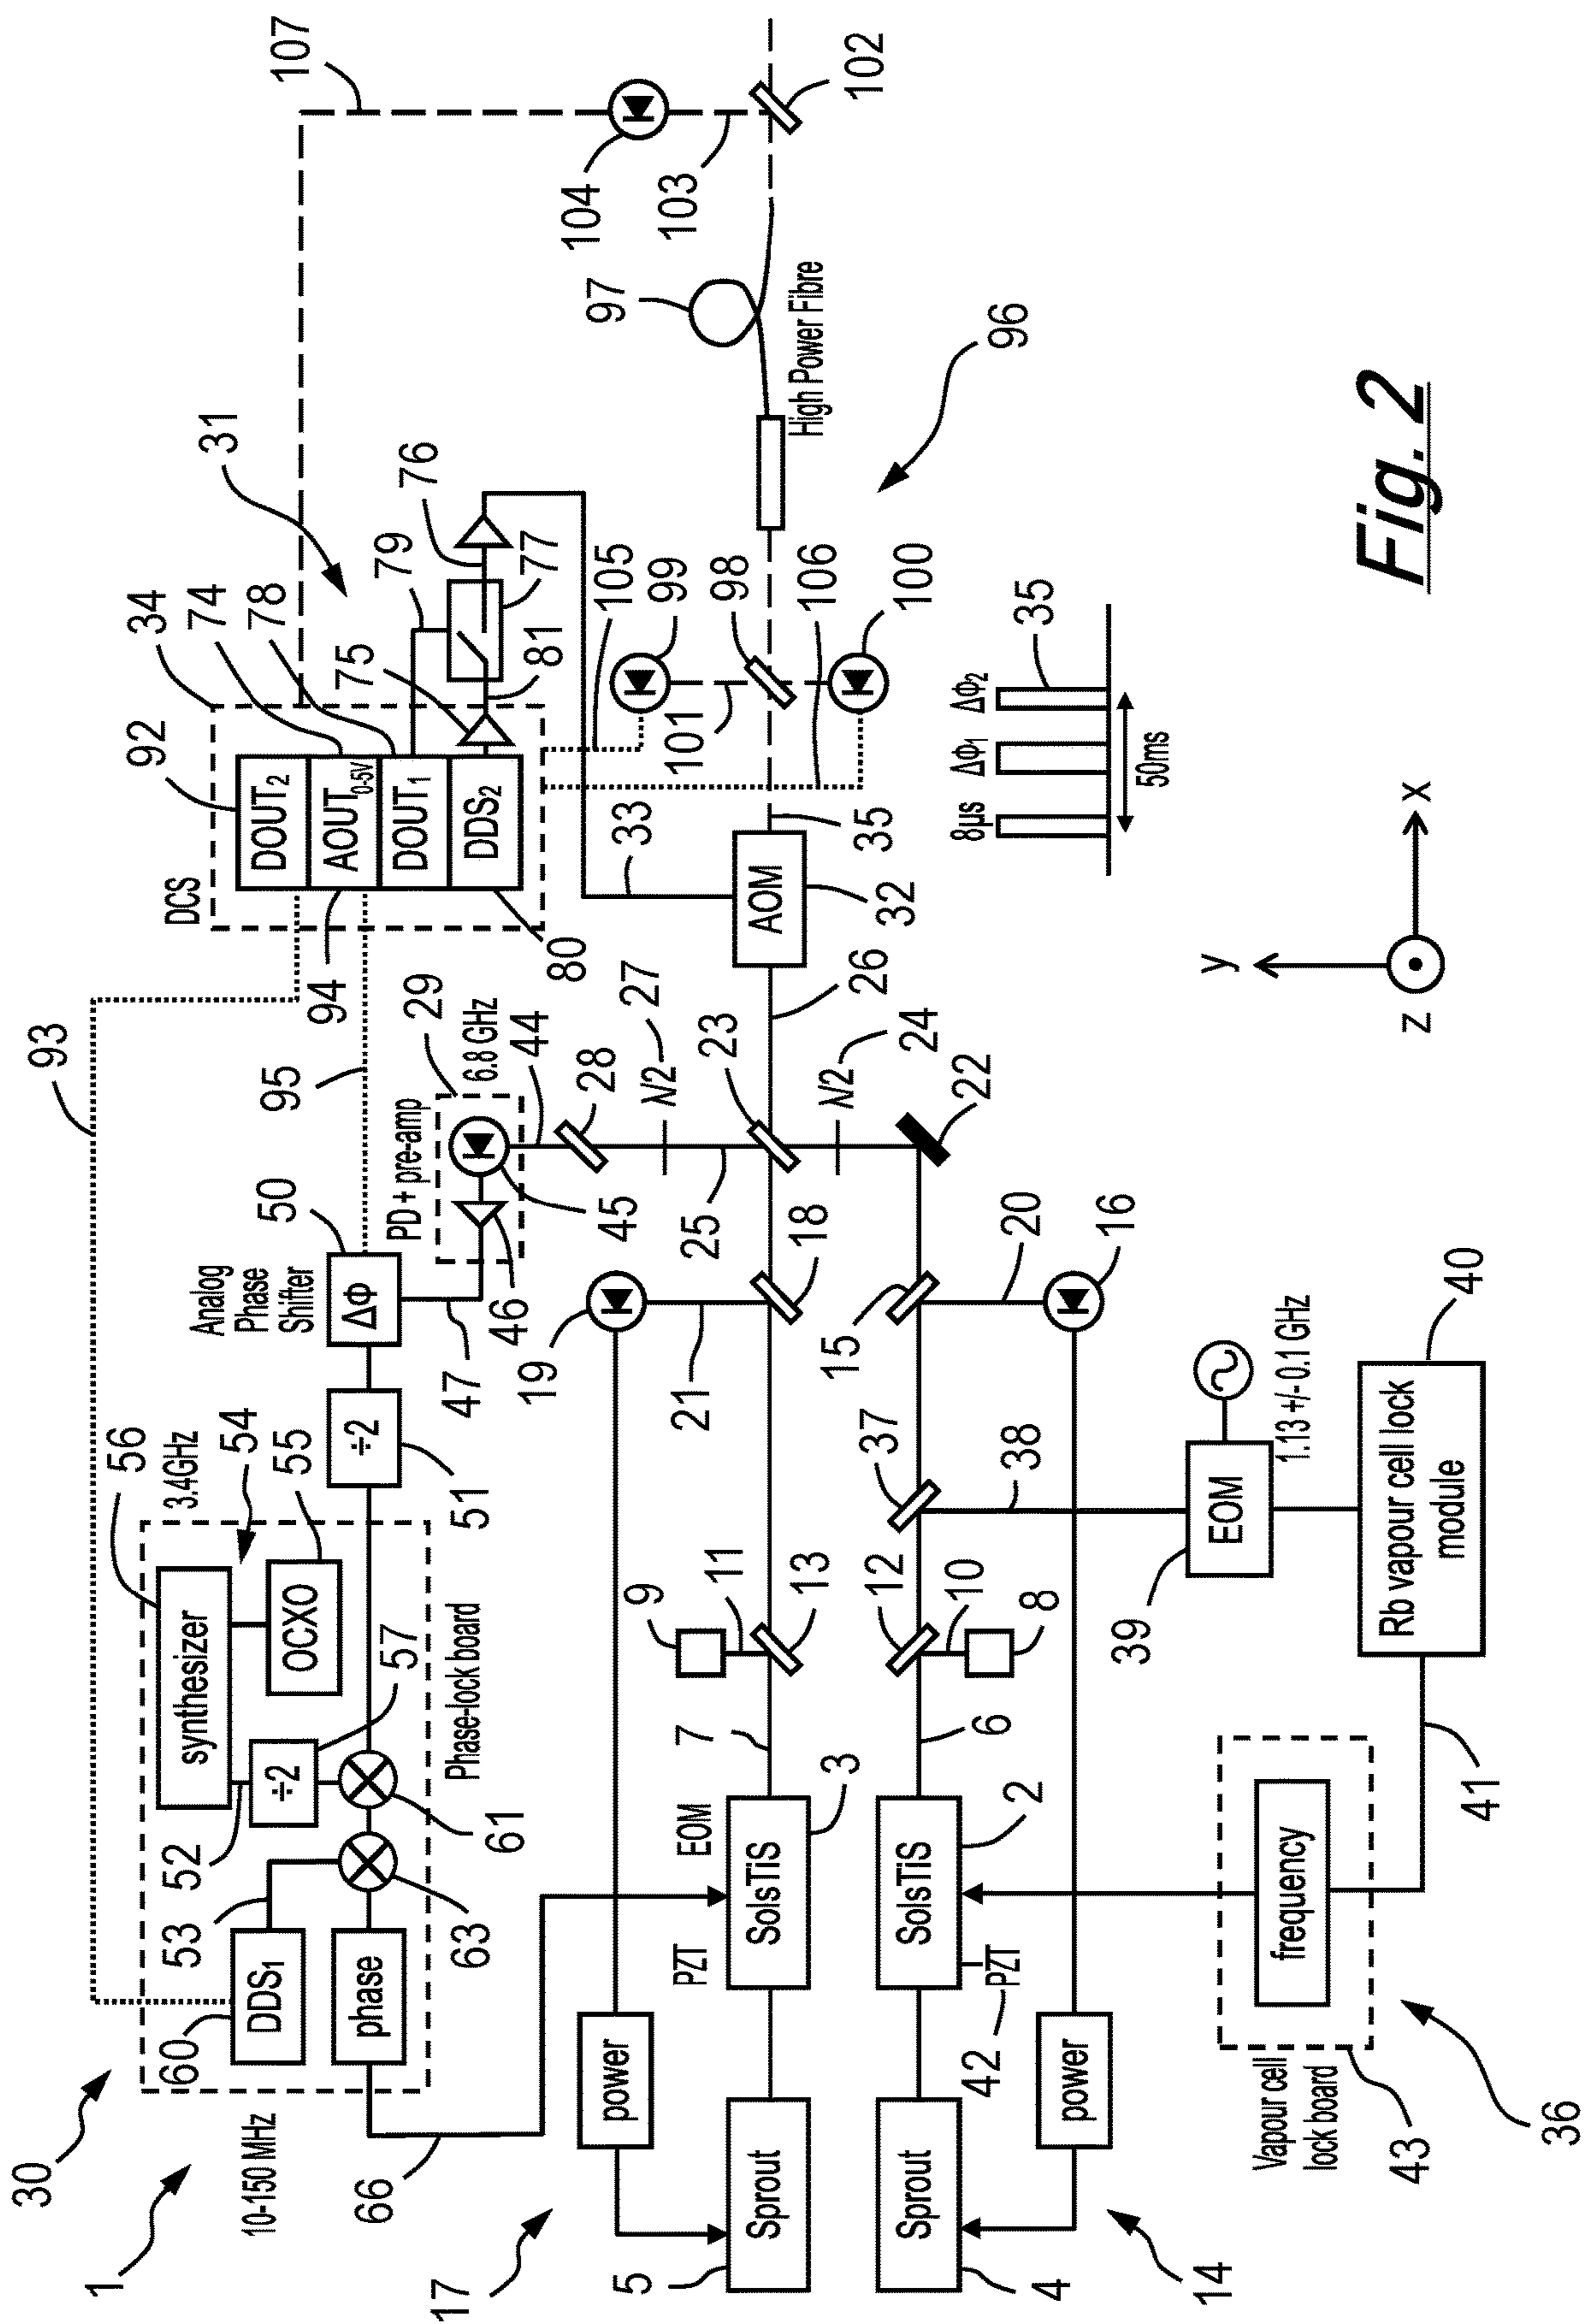 30
1
10-150 MHz
66
60
DDS1
53
52
phase
63
synthesizer
56
÷2
57
61
OCXO
55
54
3.4GHz
Phase-lock board
÷2
51
Analog
Phase
Shifter
ΔΦ
50
93
95
47
PD + pre-amp
29
6.8 GHz
46
45
44
28
λ/2
27
DCS
92
34
74
78
DOUT2
AOUT0-5V
DOUT1
DDS2
94
80
75
79
81
76
77
31
105
99
33
107
104
103
102
17
5
Sprout
power
PZT
SolsTiS
EOM
3
7
9
11
13
19
21
18
25
23
26
AOM
32
35
101
98
106
100
97
High Power Fibre
96
4
Sprout
14
power
PZT
42
SolsTiS
2
6
12
10
8
37
38
15
20
16
λ/2
24
22
8µs
ΔΦ1
ΔΦ2
35
50ms
Vapour cell
lock board
43
36
frequency
41
39
EOM
1.13 +/- 0.1 GHz
Rb vapour cell lock
module
40
y
x
z
Fig. 2